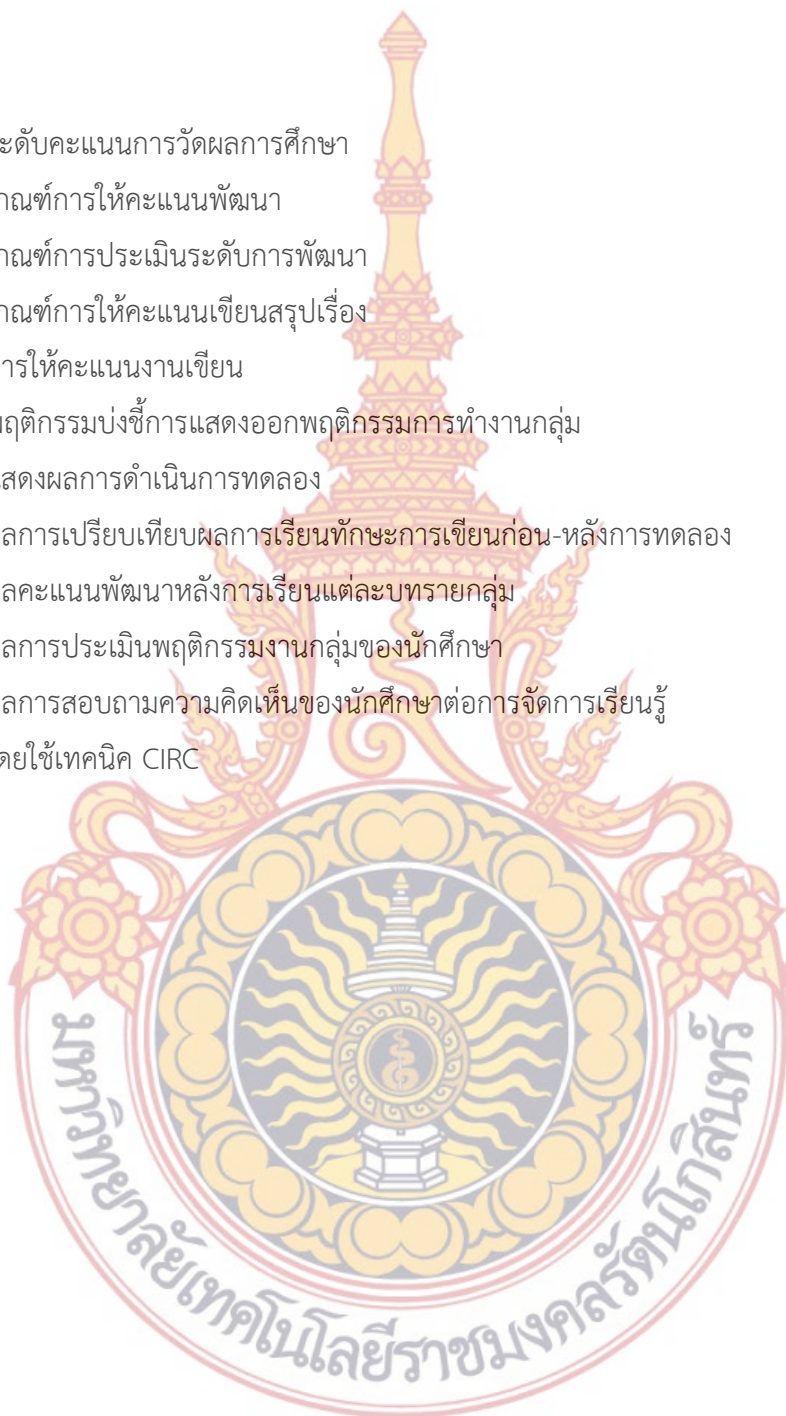 ะดับคะแนนการวัดผลการศึกษา
กณฑ์การให้คะแนนพัฒนา
กณฑ์การประเมินระดับการพัฒนา
กณฑ์การให้คะแนนเขียนสรุปเรื่อง
ารให้คะแนนงานเขียน
ฤติกรรมบ่งชี้การแสดงออกพฤติกรรมการทำงานกลุ่ม
สดงผลการดำเนินการทดลอง
ลการเปรียบเทียบผลการเรียนทักษะการเขียนก่อน-หลังการทดลอง
ลคะแนนพัฒนาหลังการเรียนแต่ละบทรายกลุ่ม
ลการประเมินพฤติกรรมงานกลุ่มของนักศึกษา
ลการสอบถามความคิดเห็นของนักศึกษาต่อการจัดการเรียนรู้
ดยใช้เทคนิค CIRC
มหาวิทยาลัยเทคโนโลยีราชมงคลรัตนโกสินทร์